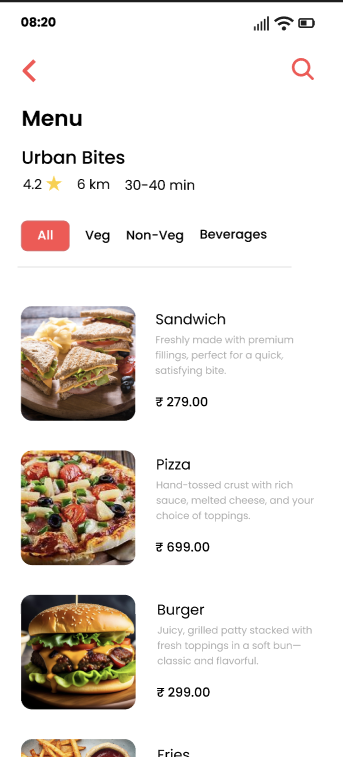 08:20
Menu
Urban Bites
4.2 6 km 30-40 min
All Veg Non-Veg Beverages
Sandwich
Freshly made with premium
fillings, perfect for a quick,
satisfying bite.
₹ 279.00
Pizza
Hand-tossed crust with rich
sauce, melted cheese, and your
choice of toppings.
₹ 699.00
Burger
Juicy, grilled patty stacked with
fresh toppings in a soft bun—
classic and flavorful.
₹ 299.00
Fries